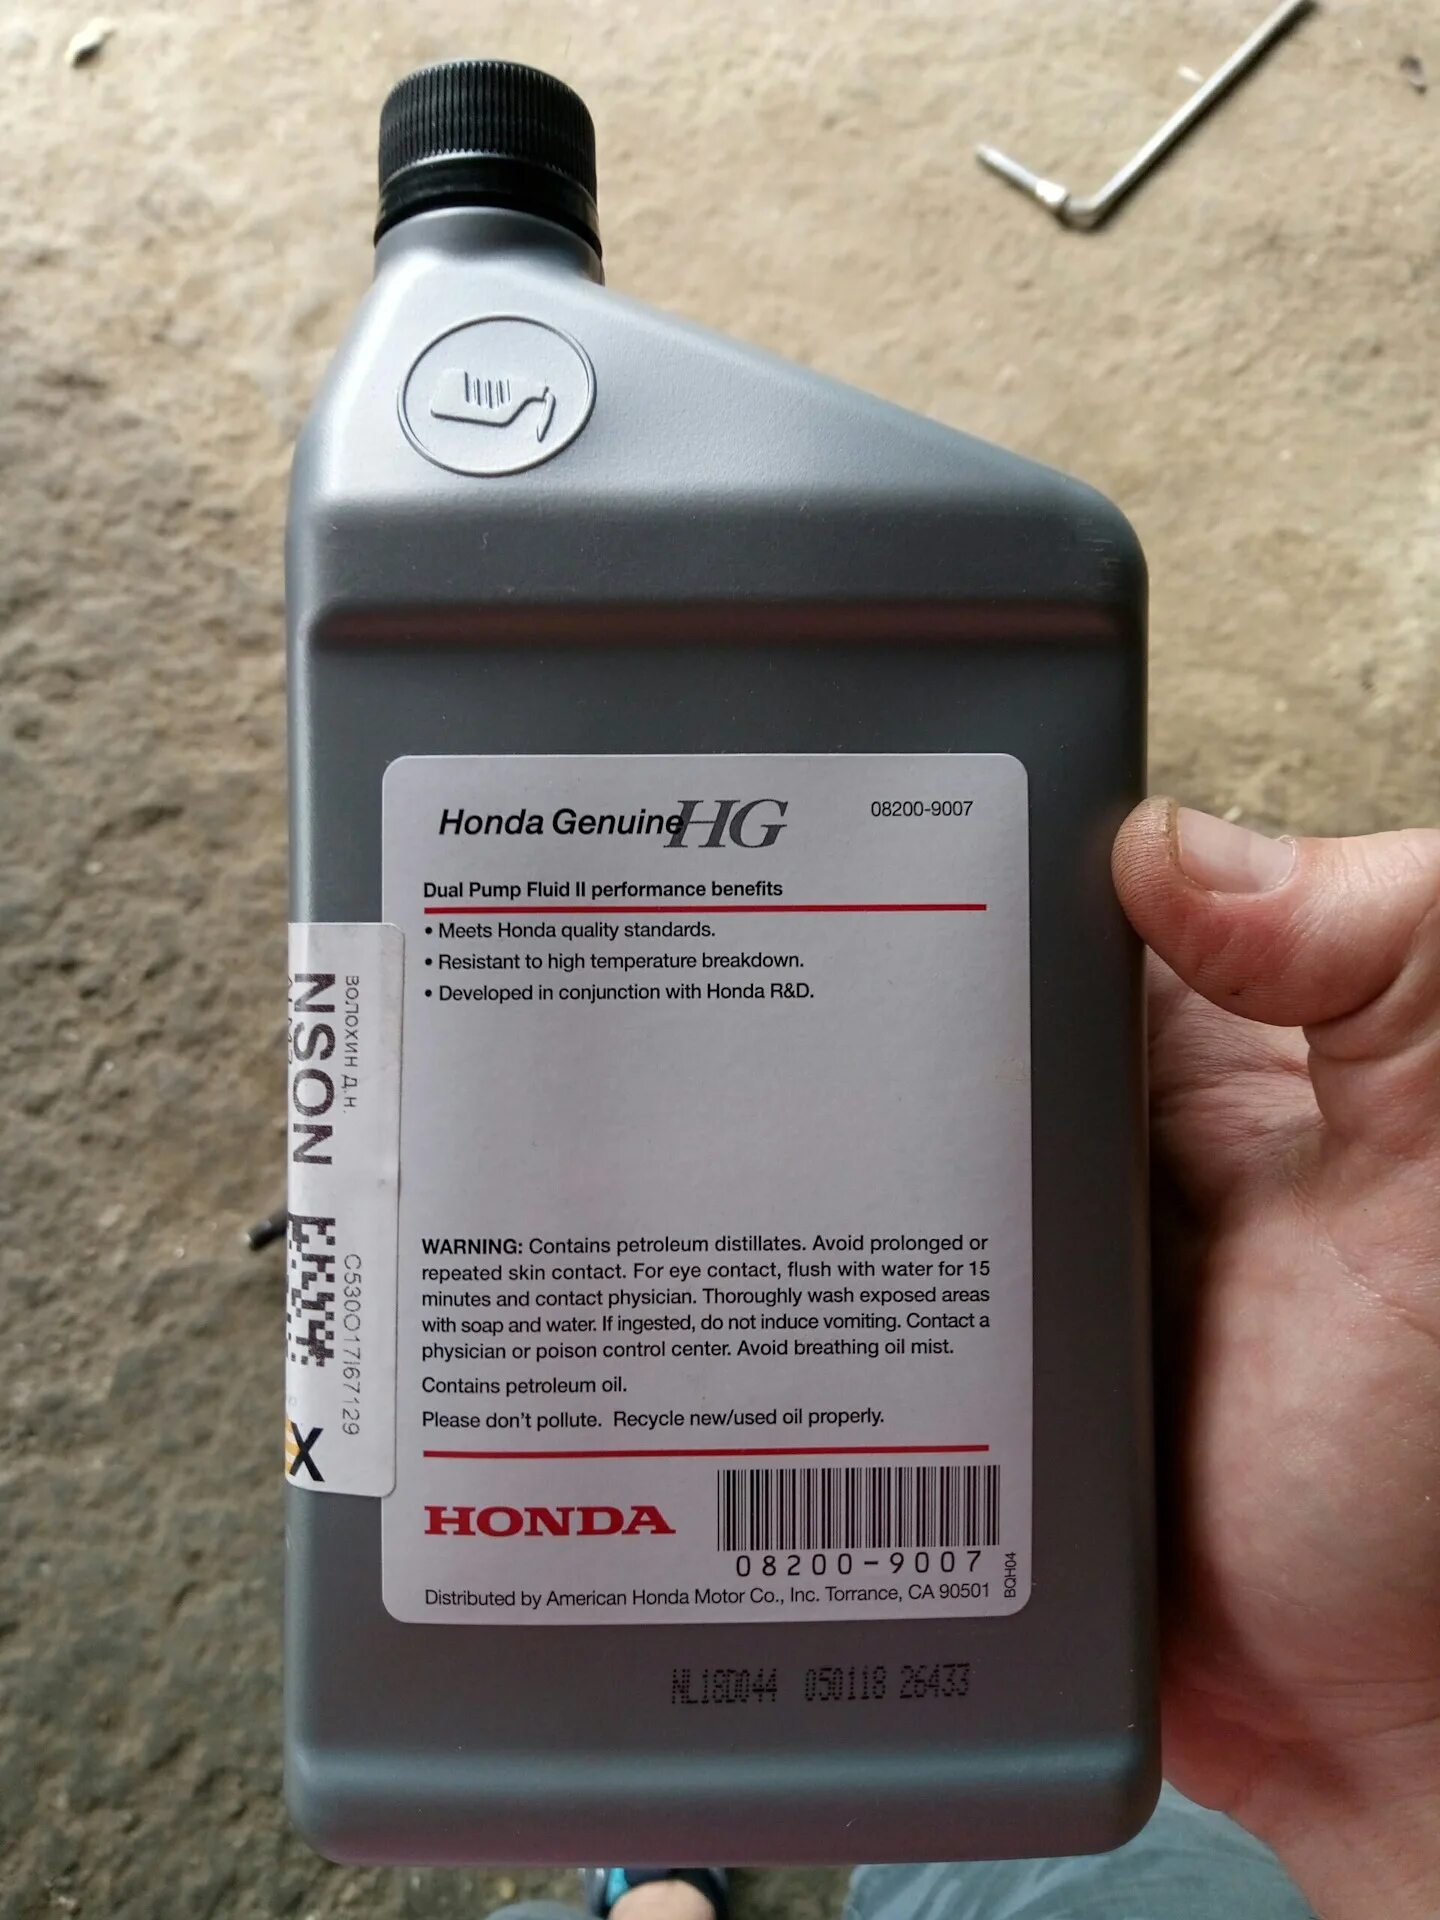 Honda Genuine HG
08200-9007
Dual Pump Fluid II performance benefits
• Meets Honda quality standards.
• Resistant to high temperature breakdown.
• Developed in conjunction with Honda R&D.
WARNING: Contains petroleum distillates. Avoid prolonged or
repeated skin contact. For eye contact, flush with water for 15
minutes and contact physician. Thoroughly wash exposed areas
with soap and water. If ingested, do not induce vomiting. Contact a
physician or poison control center. Avoid breathing oil mist.
Contains petroleum oil.
Please don't pollute. Recycle new/used oil properly.
HONDA
08200-9007
BQH04
Distributed by American Honda Motor Co., Inc. Torrance, CA 90501
NL18D044 050118 26433
ВОЛОХИН Д.Н.
NSON
C530O17I67129
X